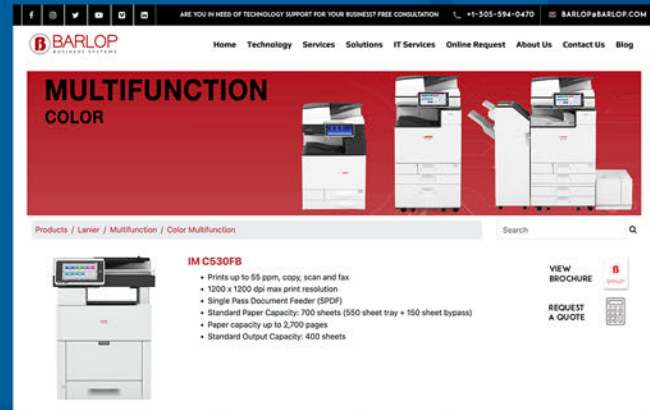 ARE YOU IN NEED OF TECHNOLOGY SUPPORT FOR YOUR BUSINESS? FREE CONSULTATION
+1-305-594-0470
BARLOP@BARLOP.COM
B BARLOP
BUSINESS SYSTEMS
Home Technology Services Solutions IT Services Online Request About Us Contact Us Blog
MULTIFUNCTION
COLOR
Products / Lanier / Multifunction / Color Multifunction
Search
IM C530FB
• Prints up to 55 ppm, copy, scan and fax
• 1200 x 1200 dpi max print resolution
• Single Pass Document Feeder (SPDF)
• Standard Paper Capacity: 700 sheets (550 sheet tray + 150 sheet bypass)
• Paper capacity up to 2,700 pages
• Standard Output Capacity: 400 sheets
VIEW
BROCHURE
B
BARLOP
REQUEST
A QUOTE